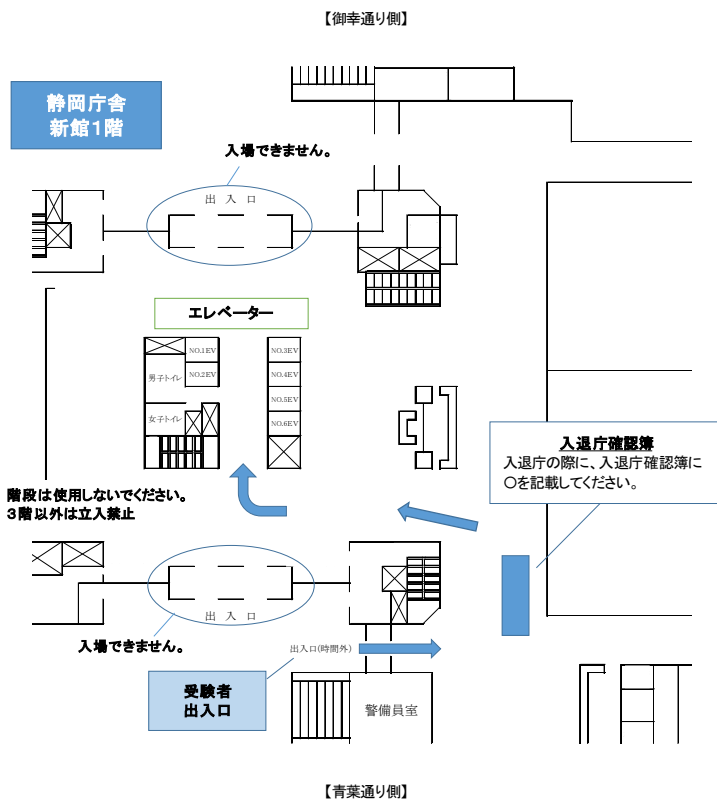 【御幸通り側】
静岡庁舎
新館1階
入場できません。
出 入 口
エレベーター
NO.1EV
NO.3EV
NO.2EV
NO.4EV
男子トイレ
NO.5EV
女子トイレ
NO.6EV
入退庁確認簿
入退庁の際に、入退庁確認簿に
○を記載してください。
階段は使用しないでください。
3階以外は立入禁止
出 入 口
入場できません。
出入口(時間外)
受験者
出入口
警備員室
【青葉通り側】